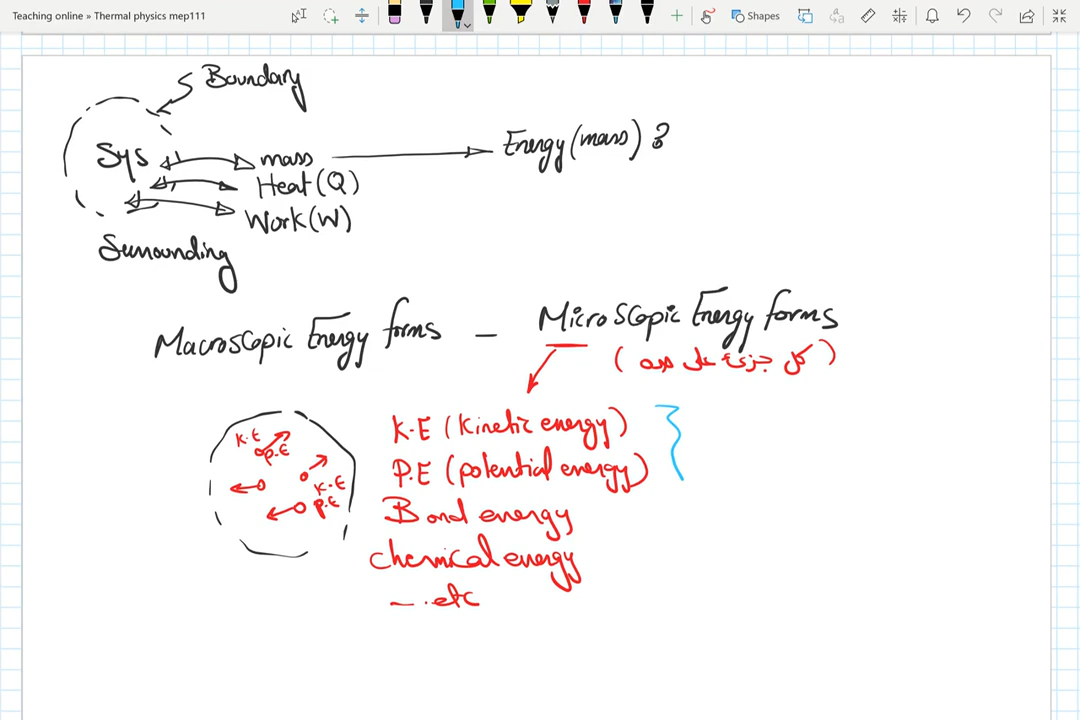 Teaching online » Thermal physics mep111
Shapes
Boundary
Sys
mass
Energy (mass) ?
Heat (Q)
Work (W)
Surrounding
Macroscopic Energy forms - Microscopic Energy forms
( كل جزئ على حده )
K.E (Kinetic energy)
P.E (potential energy)
Bond energy
chemical energy
-.etc
K.E
P.E
K.E
P.E